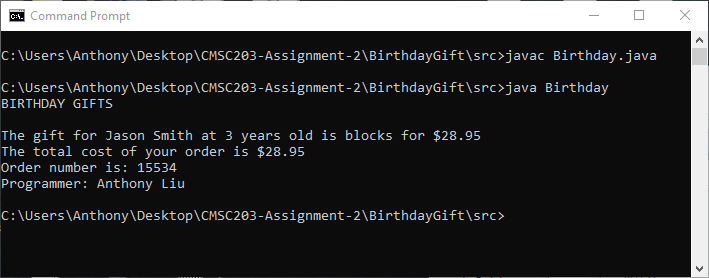 Command Prompt
C:\Users\Anthony\Desktop\CMSC203-Assignment-2\BirthdayGift\src>javac Birthday.java
C:\Users\Anthony\Desktop\CMSC203-Assignment-2\BirthdayGift\src>java Birthday
BIRTHDAY GIFTS
The gift for Jason Smith at 3 years old is blocks for $28.95
The total cost of your order is $28.95
Order number is: 15534
Programmer: Anthony Liu
C:\Users\Anthony\Desktop\CMSC203-Assignment-2\BirthdayGift\src>